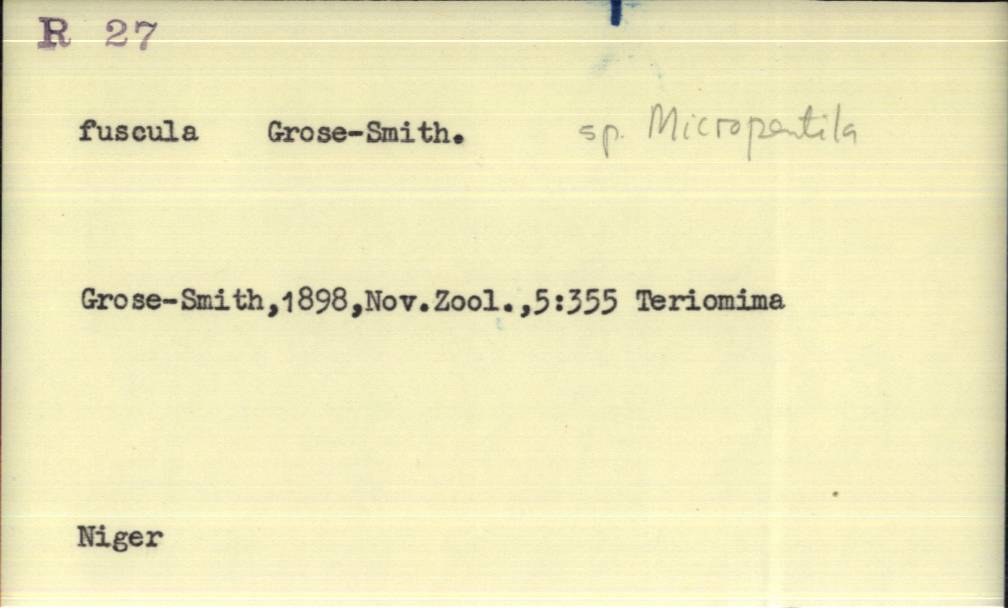 R 27
fuscula Grose-Smith. sp. Micropentila
Grose-Smith,1898,Nov.Zool.,5:355 Teriomima
Niger